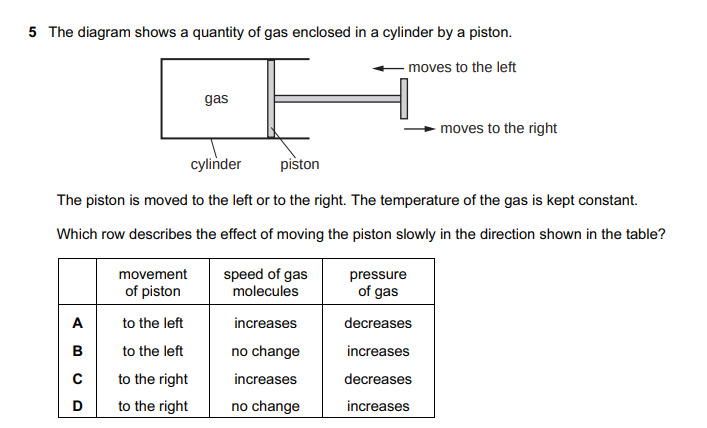 5 The diagram shows a quantity of gas enclosed in a cylinder by a piston.
moves to the left
gas
moves to the right
cylinder piston
The piston is moved to the left or to the right. The temperature of the gas is kept constant.
Which row describes the effect of moving the piston slowly in the direction shown in the table?
movement of piston speed of gas molecules pressure of gas
A to the left increases decreases
B to the left no change increases
C to the right increases decreases
D to the right no change increases